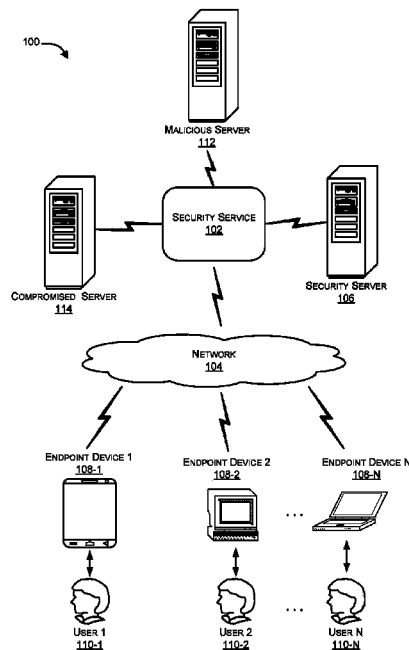 100
MALICIOUS SERVER
112
SECURITY SERVICE
102
COMPROMISED SERVER
114
SECURITY SERVER
106
NETWORK
104
ENDPOINT DEVICE 1
108-1
ENDPOINT DEVICE 2
108-2
ENDPOINT DEVICE N
108-N
...
USER 1
110-1
USER 2
110-2
...
USER N
110-N